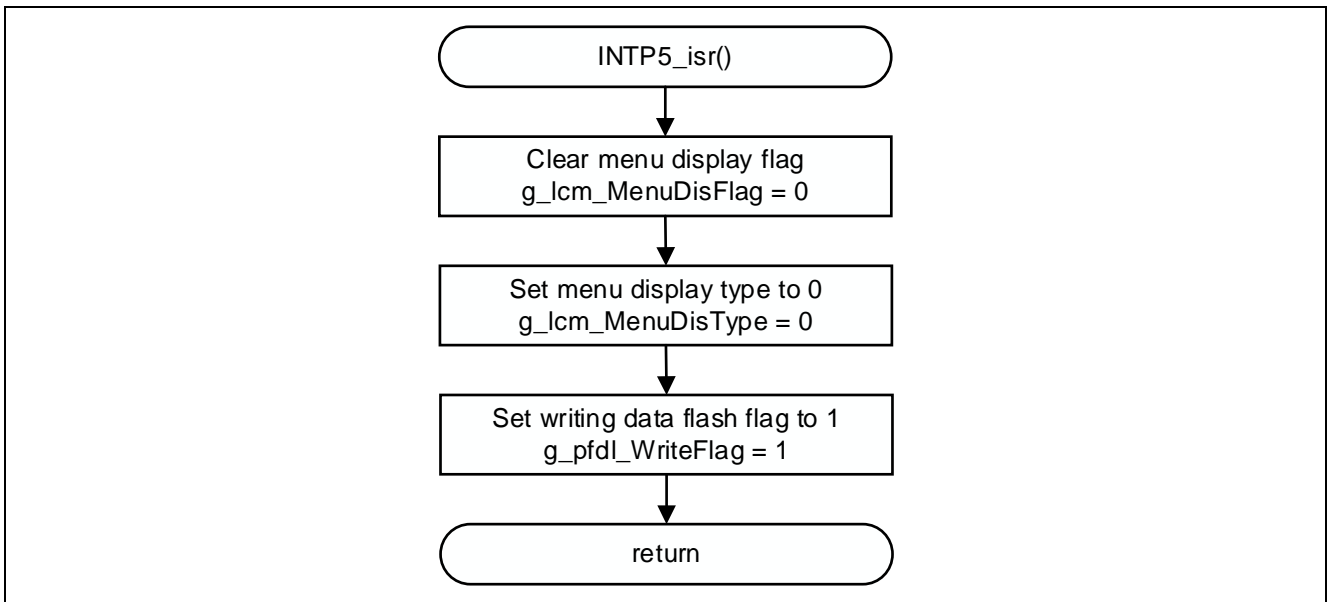 INTP5_isr()
Clear menu display flag
g_lcm_MenuDisFlag = 0
Set menu display type to 0
g_lcm_MenuDisType = 0
Set writing data flash flag to 1
g_pfdl_WriteFlag = 1
return